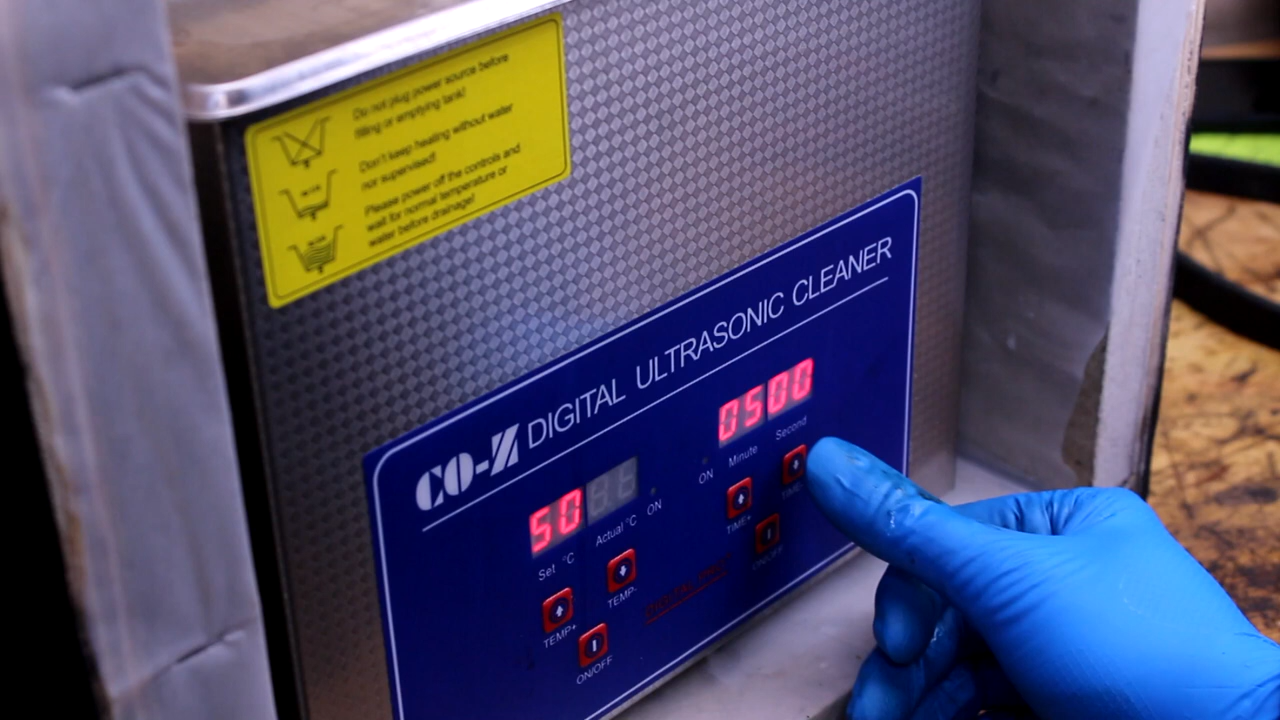 Do not plug power source before
filling or emptying tank!
Don't keep heating without water
nor supervised!
Please power off the controls and
wait for normal temperature or
water before drainage!
CO-Z DIGITAL ULTRASONIC CLEANER
0500
Minute Second
ON
50
Set °C Actual °C ON
TIME+ TIME-
ON/OFF
TEMP+ TEMP-
ON/OFF
DIGITAL